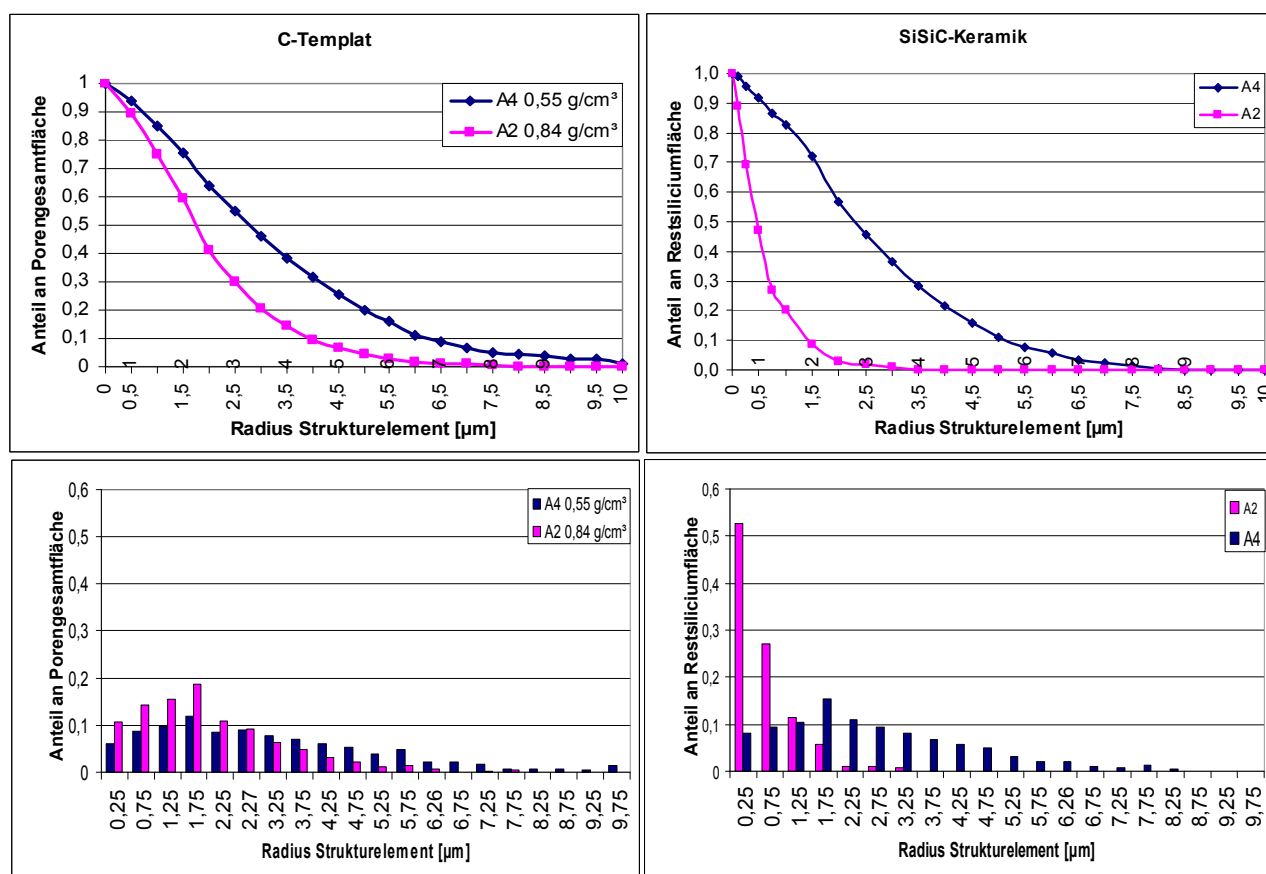 C-Templat
Anteil an Porengesamtfläche
1
0,9
0,8
0,7
0,6
0,5
0,4
0,3
0,2
0,1
0
A4 0,55 g/cm³
A2 0,84 g/cm³
1 2 3 4 5 6 7 8 9
0 0,5 1,5 2,5 3,5 4,5 5,5 6,5 7,5 8,5 9,5 10
Radius Strukturelement [µm]
SiSiC-Keramik
Anteil an Restsiliciumfläche
1,0
0,9
0,8
0,7
0,6
0,5
0,4
0,3
0,2
0,1
0,0
A4
A2
1 2 3 4 5 6 7 8 9
0 0,5 1,5 2,5 3,5 4,5 5,5 6,5 7,5 8,5 9,5 10
Radius Strukturelement [µm]
Anteil an Porengesamtfläche
0,6
0,5
0,4
0,3
0,2
0,1
0
A4 0,55 g/cm³
A2 0,84 g/cm³
0,25 0,75 1,25 1,75 2,25 2,27 3,25 3,75 4,25 4,75 5,25 5,75 6,26 6,75 7,25 7,75 8,25 8,75 9,25 9,75
Radius Strukturelement [µm]
Anteil an Restsiliciumfläche
0,6
0,5
0,4
0,3
0,2
0,1
0
A2
A4
0,25 0,75 1,25 1,75 2,25 2,75 3,25 3,75 4,25 4,75 5,25 5,75 6,26 6,75 7,25 7,75 8,25 8,75 9,25 9,75
Radius Strukturelement [µm]